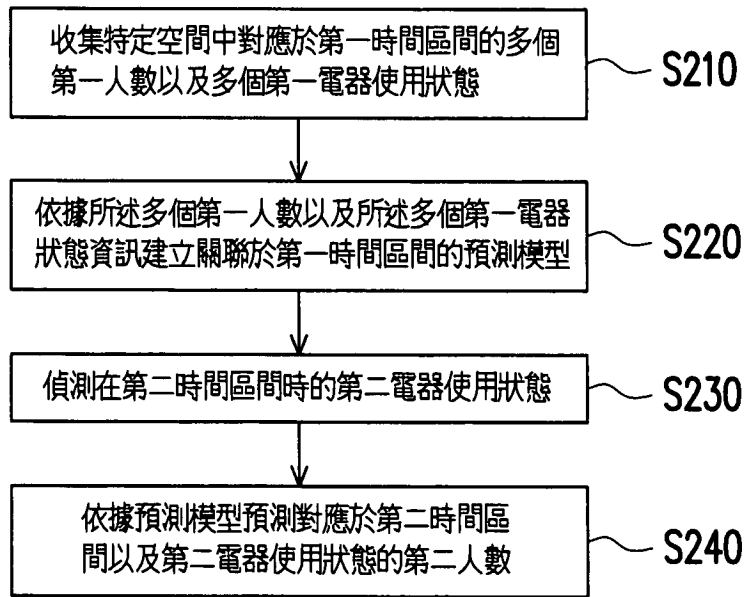 收集特定空間中對應於第一時間區間的多個
第一人數以及多個第一電器使用狀態
S210
依據所述多個第一人數以及所述多個第一電器
狀態資訊建立關聯於第一時間區間的預測模型
S220
偵測在第二時間區間時的第二電器使用狀態
S230
依據預測模型預測對應於第二時間區
間以及第二電器使用狀態的第二人數
S240